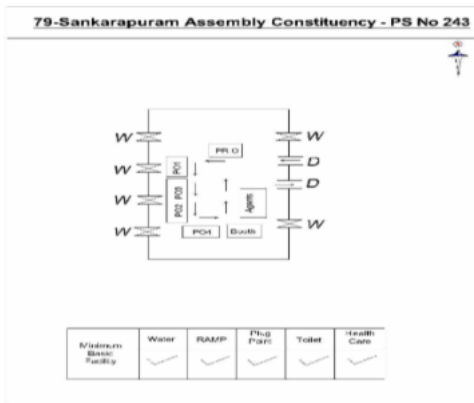 79-Sankarapuram Assembly Constituency - PS No 243
W
W
PRO
W
PO1
D
W
PO2 PO3
Agents
D
W
W
PO4
Booth
W
Minimum Basic Facility
Water
RAMP
Plug Point
Toilet
Health Care